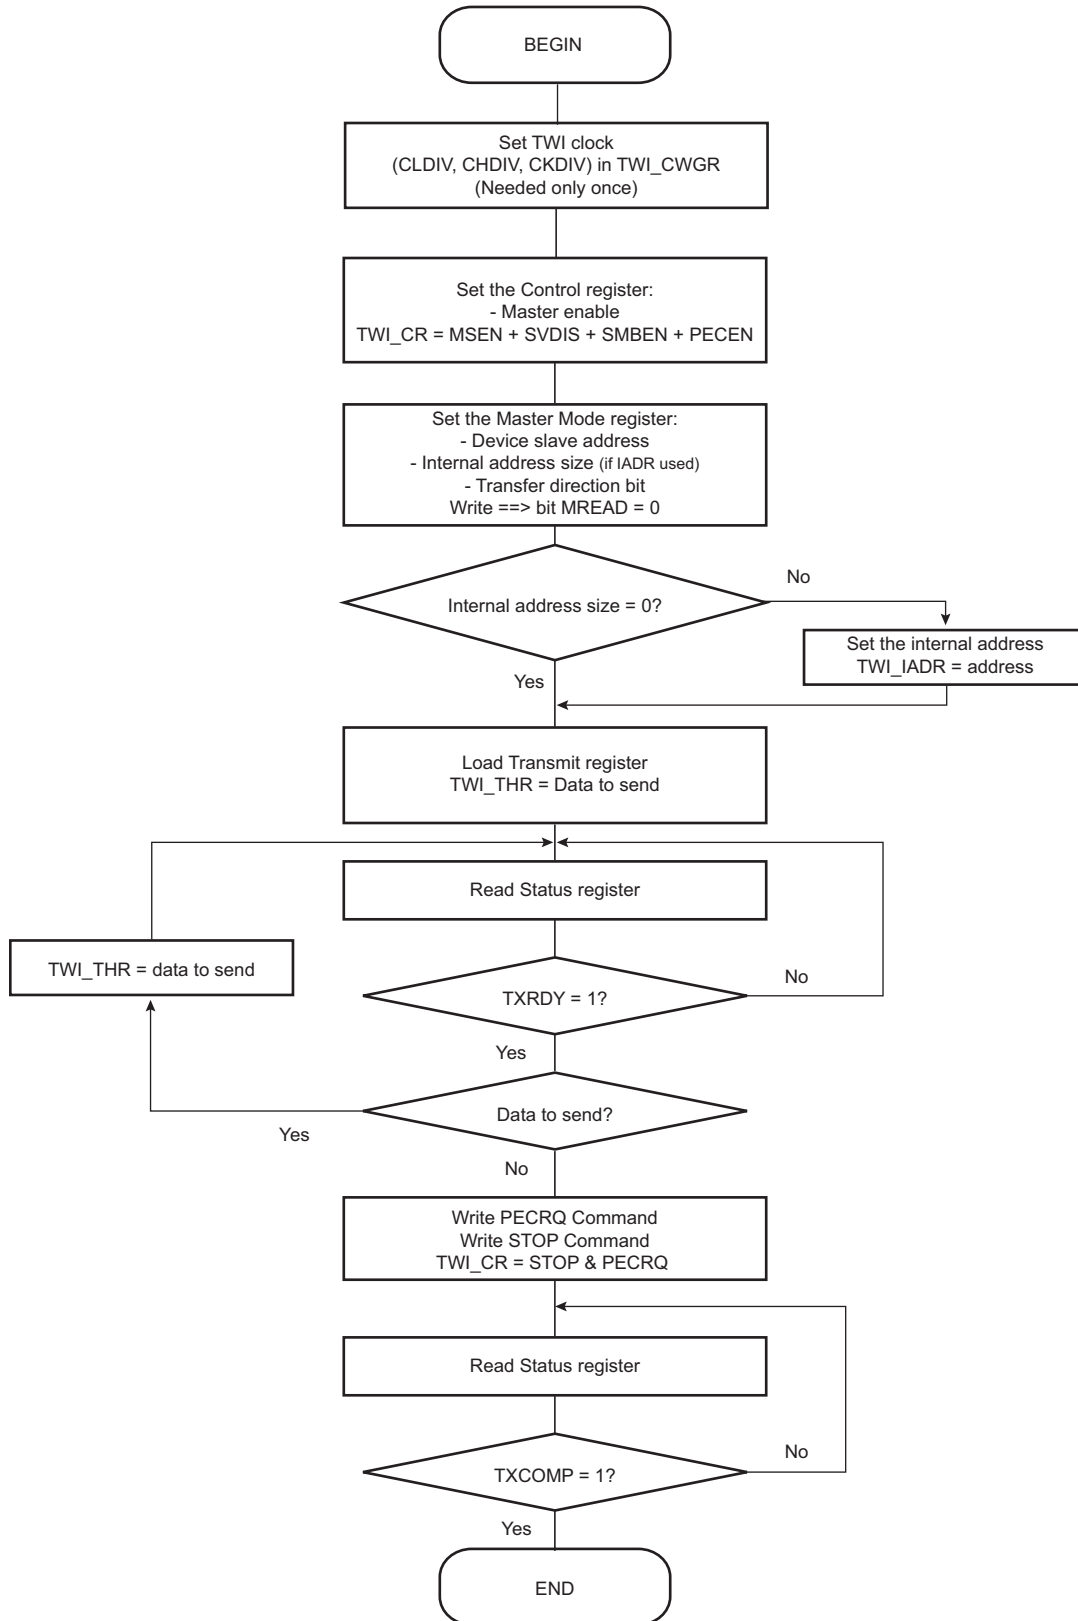 BEGIN
Set TWI clock
(CLDIV, CHDIV, CKDIV) in TWI_CWGR
(Needed only once)
Set the Control register:
- Master enable
TWI_CR = MSEN + SVDIS + SMBEN + PECEN
Set the Master Mode register:
- Device slave address
- Internal address size (if IADR used)
- Transfer direction bit
Write ==> bit MREAD = 0
No
Internal address size = 0?
Set the internal address
TWI_IADR = address
Yes
Load Transmit register
TWI_THR = Data to send
Read Status register
TWI_THR = data to send
No
TXRDY = 1?
Yes
Data to send?
Yes
No
Write PECRQ Command
Write STOP Command
TWI_CR = STOP & PECRQ
Read Status register
No
TXCOMP = 1?
Yes
END